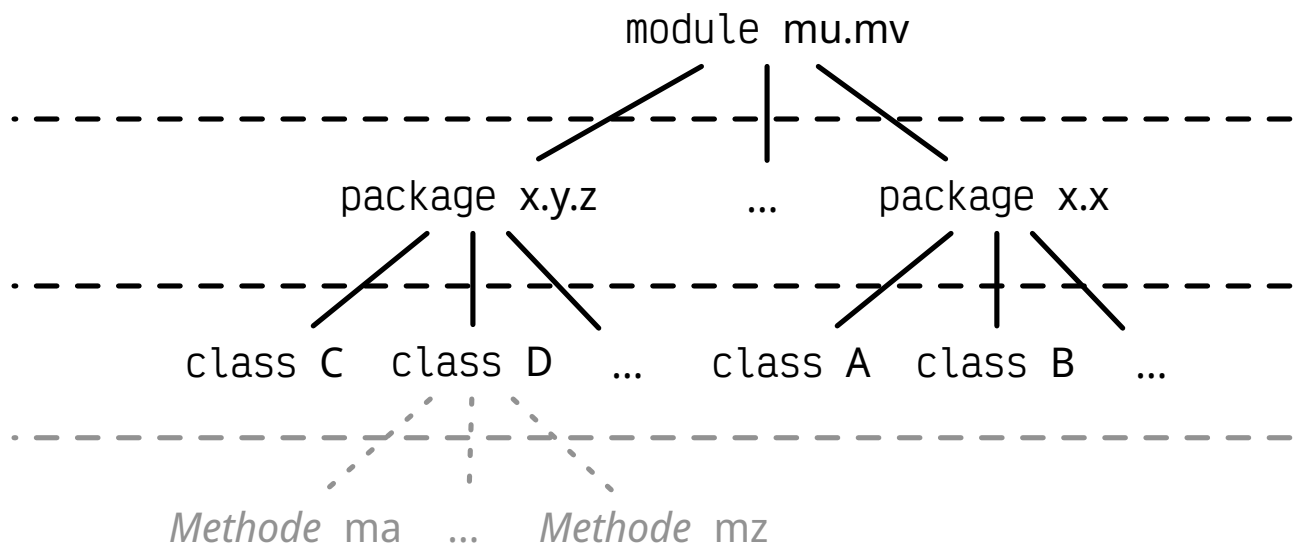 module mu.mv
package x.y.z ... package x.x
class C class D ... class A class B ...
Methode ma ... Methode mz